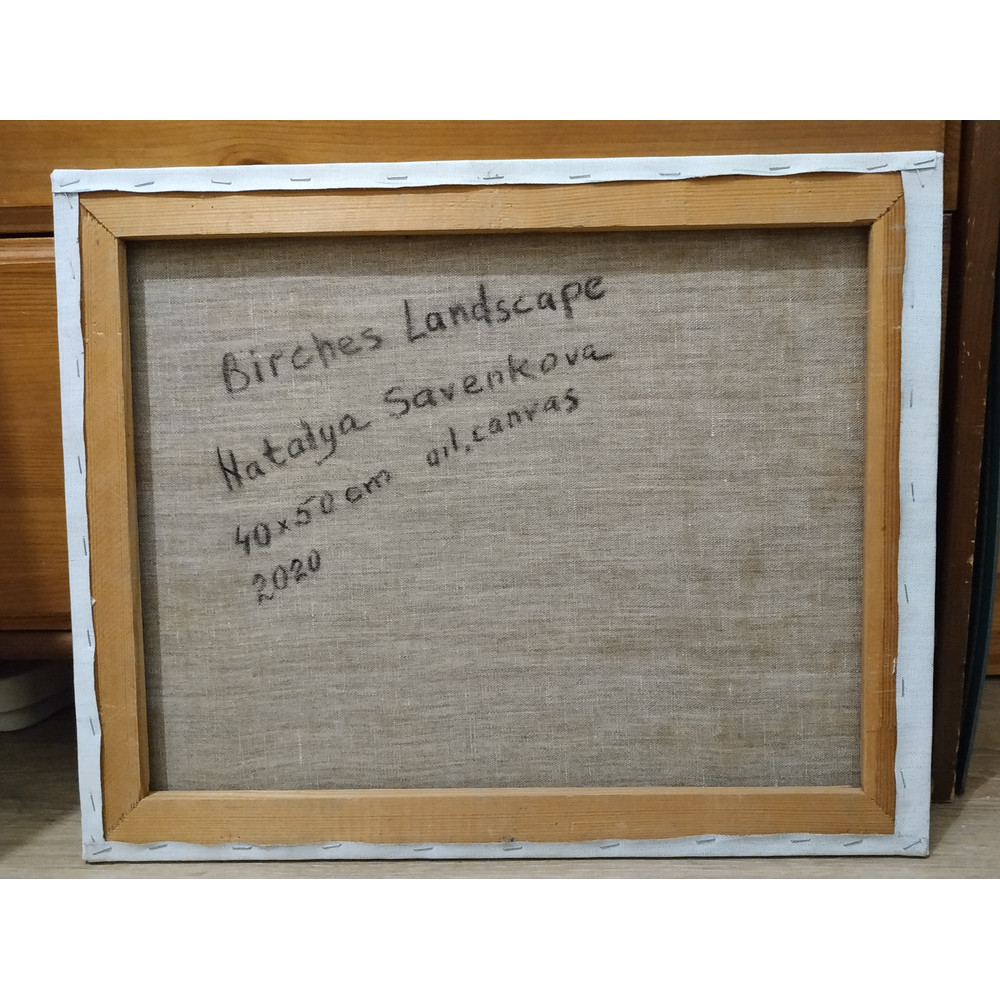 Birches Landscape
Natalya Savenkova
40x50 cm oil, canvas
2020